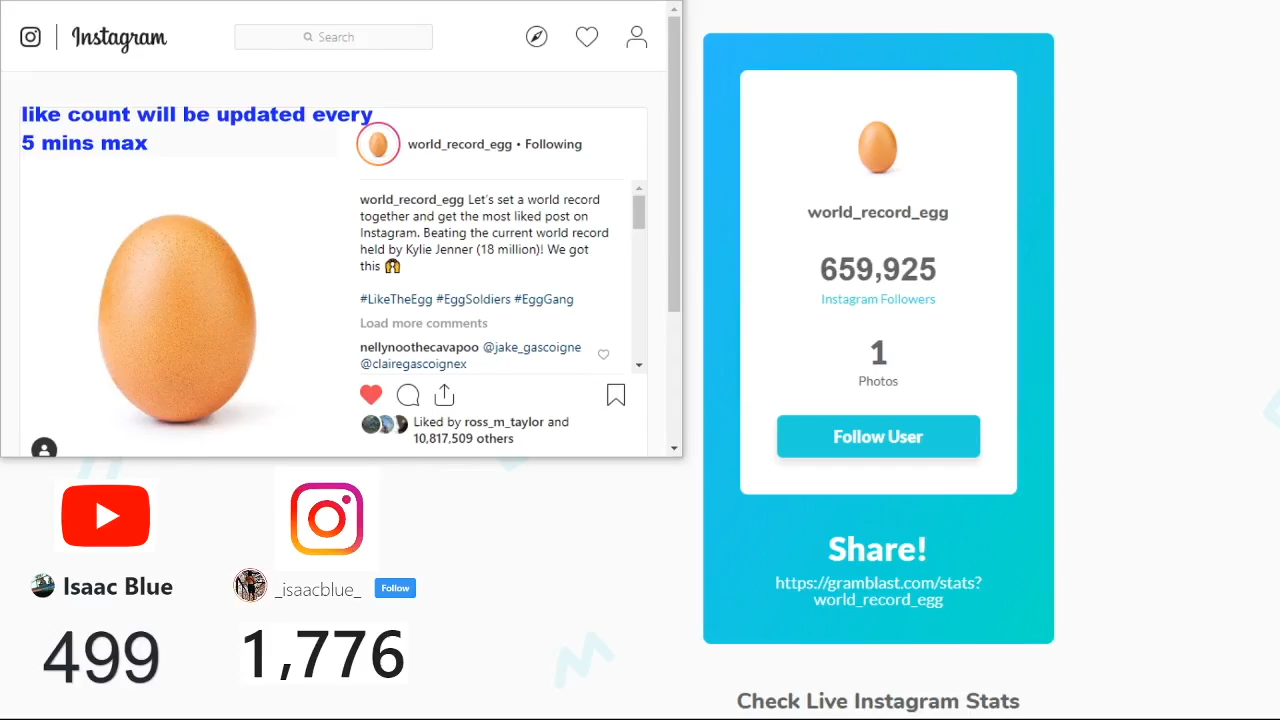 Instagram
Search
like count will be updated every
5 mins max
world_record_egg • Following
world_record_egg Let's set a world record
together and get the most liked post on
Instagram. Beating the current world record
held by Kylie Jenner (18 million)! We got
this 🙌
#LikeTheEgg #EggSoldiers #EggGang
Load more comments
nellynoothecavapoo @jake_gascoigne
@clairegascoignex
Liked by ross_m_taylor and
10,817,509 others
Isaac Blue
499
_isaacblue_ Follow
1,776
world_record_egg
659,925
Instagram Followers
1
Photos
Follow User
Share!
https://gramblast.com/stats?
world_record_egg
Check Live Instagram Stats